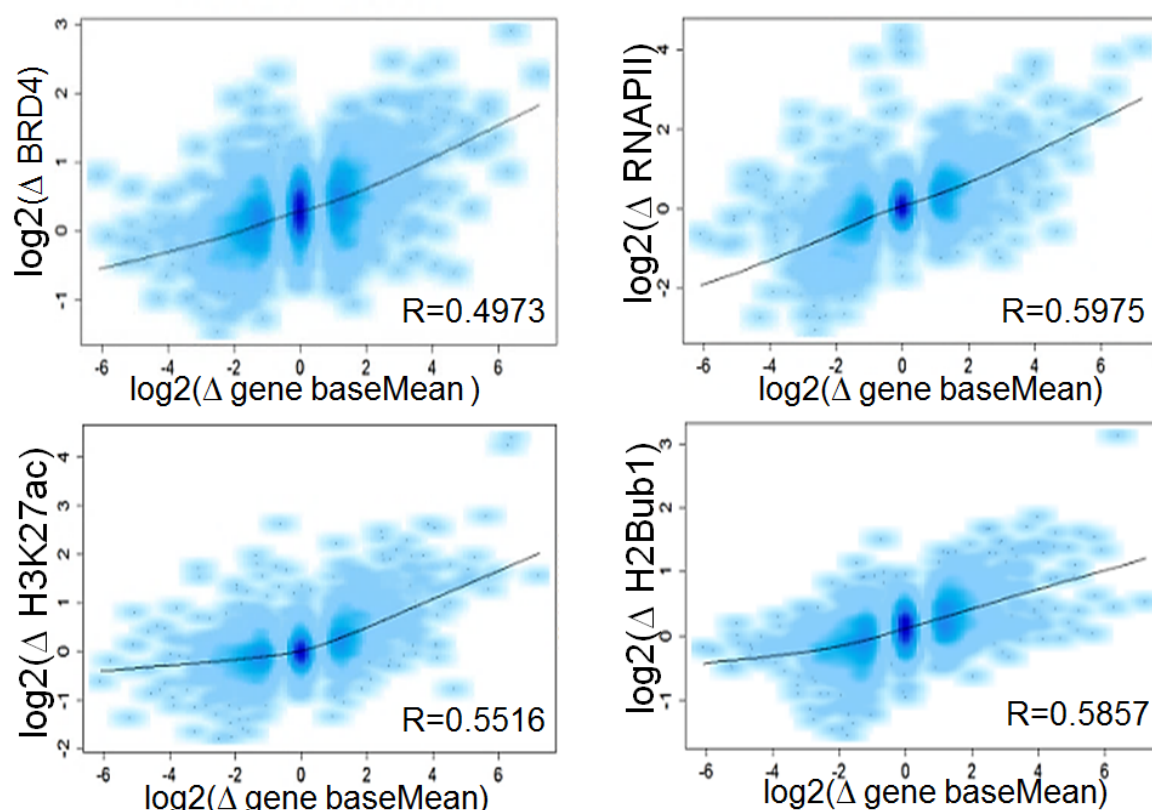 log2(Δ BRD4)
3
2
1
0
-1
R=0.4973
-6 -4 -2 0 2 4 6
log2(Δ gene baseMean )
log2(Δ RNAPII)
4
2
0
-2
R=0.5975
-6 -4 -2 0 2 4 6
log2(Δ gene baseMean)
log2(Δ H3K27ac)
4
3
2
1
0
-1
-2
R=0.5516
-6 -4 -2 0 2 4 6
log2(Δ gene baseMean)
log2(Δ H2Bub1)
3
2
1
0
-1
R=0.5857
-6 -4 -2 0 2 4 6
log2(Δ gene baseMean)